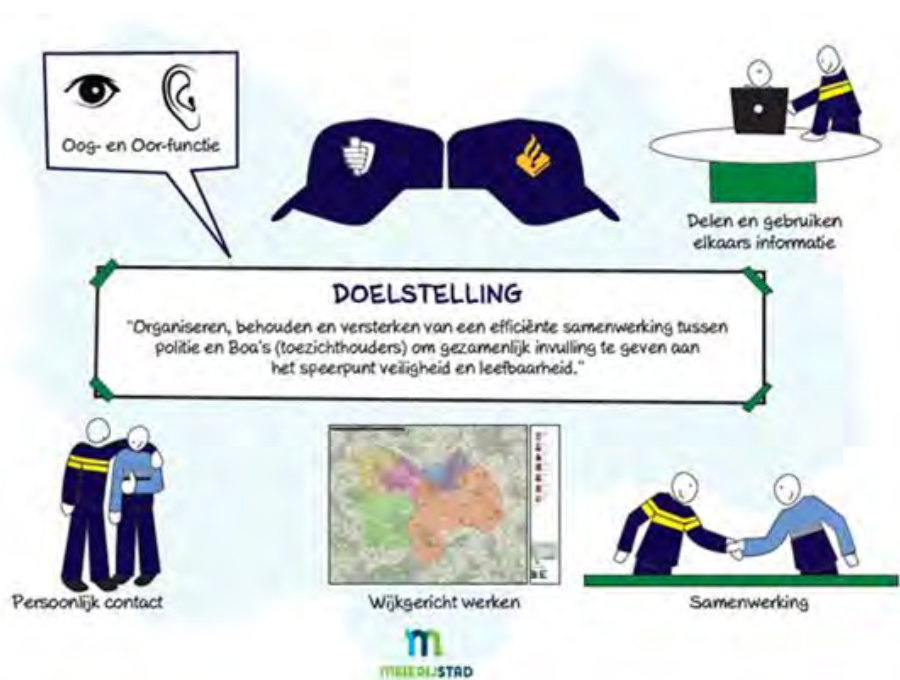 Oog- en Oor-functie
Delen en gebruiken
elkaars informatie
DOELSTELLING
"Organiseren, behouden en versterken van een efficiënte samenwerking tussen
politie en Boa's (toezichthouders) om gezamenlijk invulling te geven aan
het speerpunt veiligheid en leefbaarheid."
Persoonlijk contact
Wijkgericht werken
Samenwerking
MEIERIJSTAD